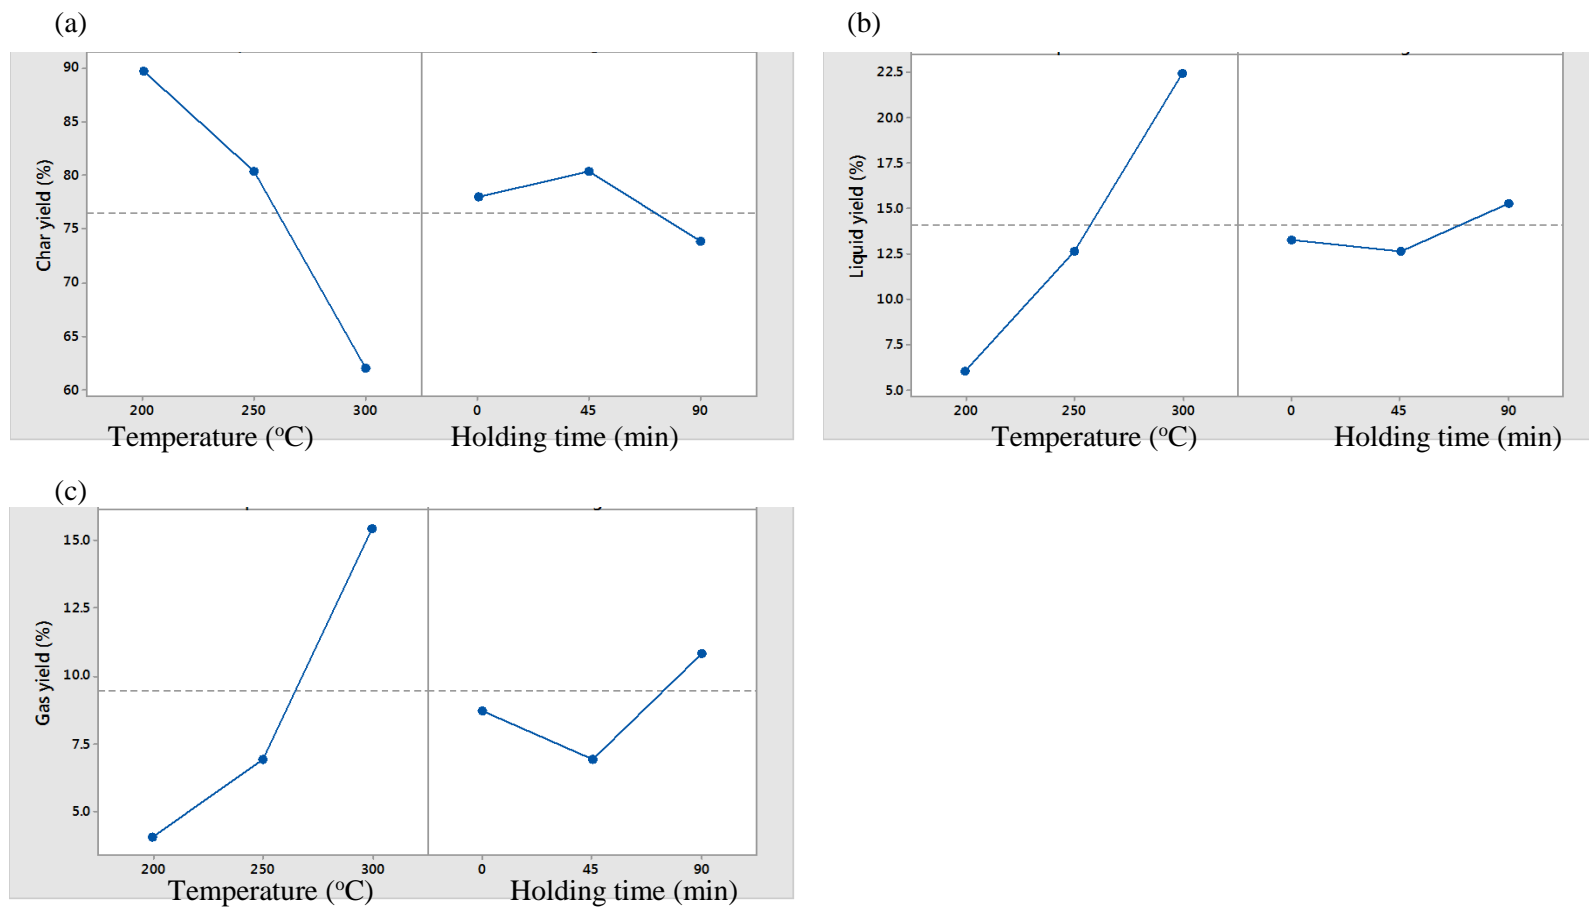 (a)
(b)
Char yield (%)
90
85
80
75
70
65
60
200 250 300 0 45 90
Temperature (°C) Holding time (min)
Liquid yield (%)
22.5
20.0
17.5
15.0
12.5
10.0
7.5
5.0
200 250 300 0 45 90
Temperature (°C) Holding time (min)
(c)
Gas yield (%)
15.0
12.5
10.0
7.5
5.0
200 250 300 0 45 90
Temperature (°C) Holding time (min)